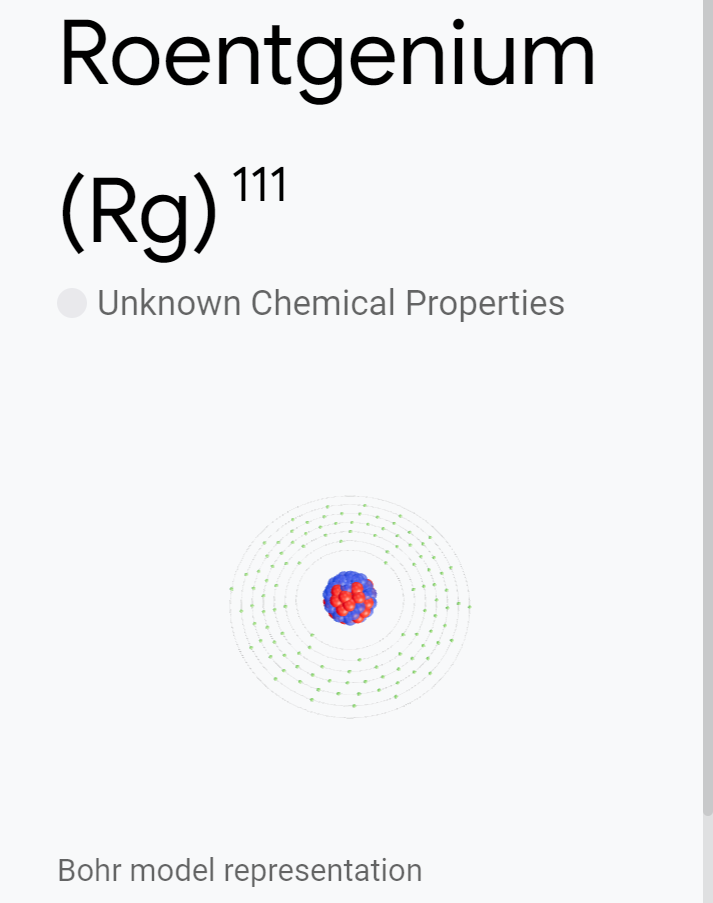 Roentgenium
(Rg) 111
Unknown Chemical Properties
Bohr model representation